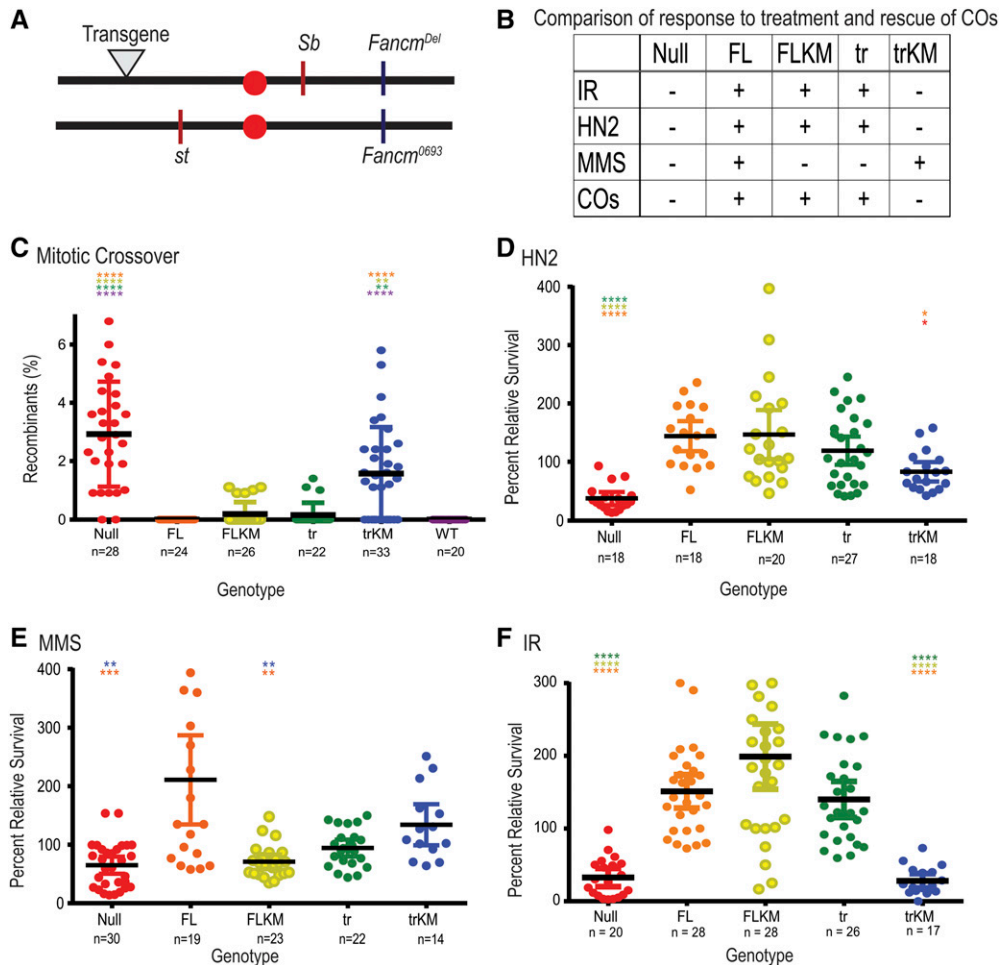 A
Transgene
Sb
Fancm^Del
st
Fancm^0693
B Comparison of response to treatment and rescue of COs
Null FL FLKM tr trKM
IR - + + + -
HN2 - + + + -
MMS - + - - +
COs - + + + -
C Mitotic Crossover
**** ****
**** **
**** **
**** ****
Recombinants (%)
6
4
2
0
Null FL FLKM tr trKM WT
n=28 n=24 n=26 n=22 n=33 n=20
Genotype
D HN2
****
**** *
**** *
Percent Relative Survival
400
300
200
100
0
Null FL FLKM tr trKM
n=18 n=18 n=20 n=27 n=18
Genotype
E MMS
** **
*** **
Percent Relative Survival
400
300
200
100
0
Null FL FLKM tr trKM
n=30 n=19 n=23 n=22 n=14
Genotype
F IR
**** ****
**** ****
**** ****
Percent Relative Survival
300
200
100
0
Null FL FLKM tr trKM
n = 20 n = 28 n = 28 n = 26 n = 17
Genotype